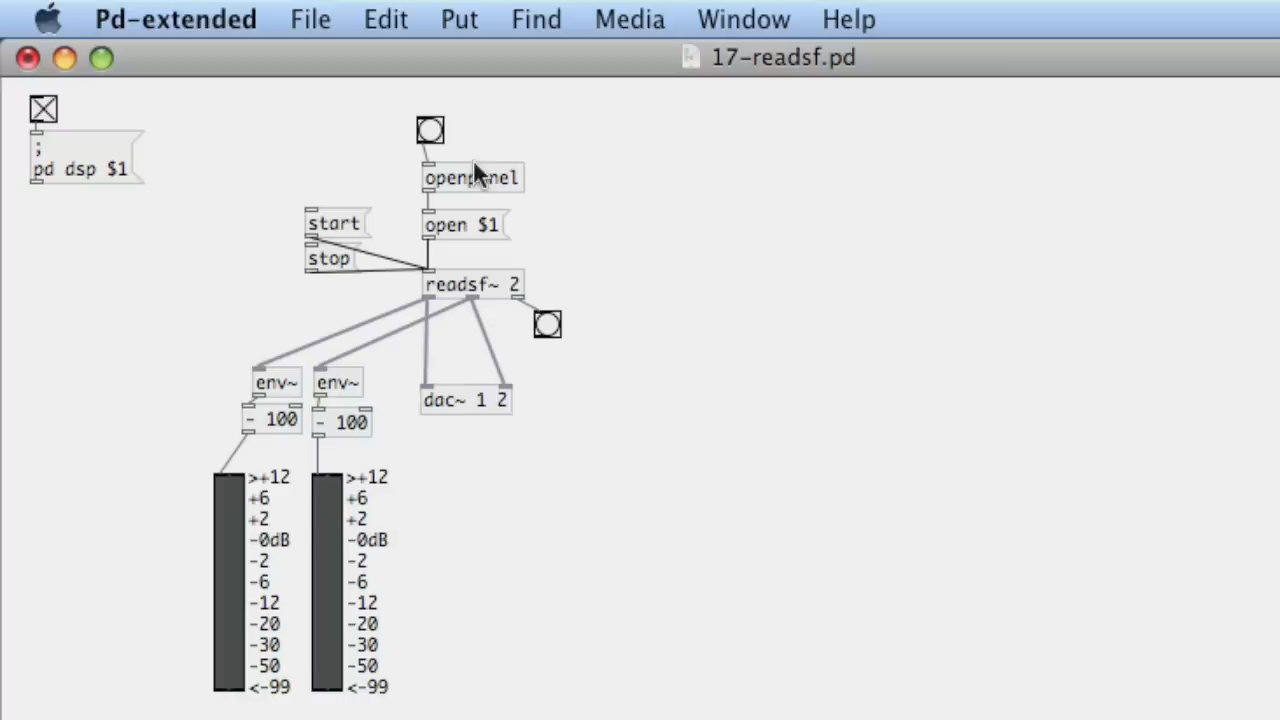 Pd-extended File Edit Put Find Media Window Help
17-readsf.pd
;
pd dsp $1
openpanel
start
open $1
stop
readsf~ 2
env~
env~
dac~ 1 2
- 100
- 100
>+12
+6
+2
-0dB
-2
-6
-12
-20
-30
-50
<-99
>+12
+6
+2
-0dB
-2
-6
-12
-20
-30
-50
<-99